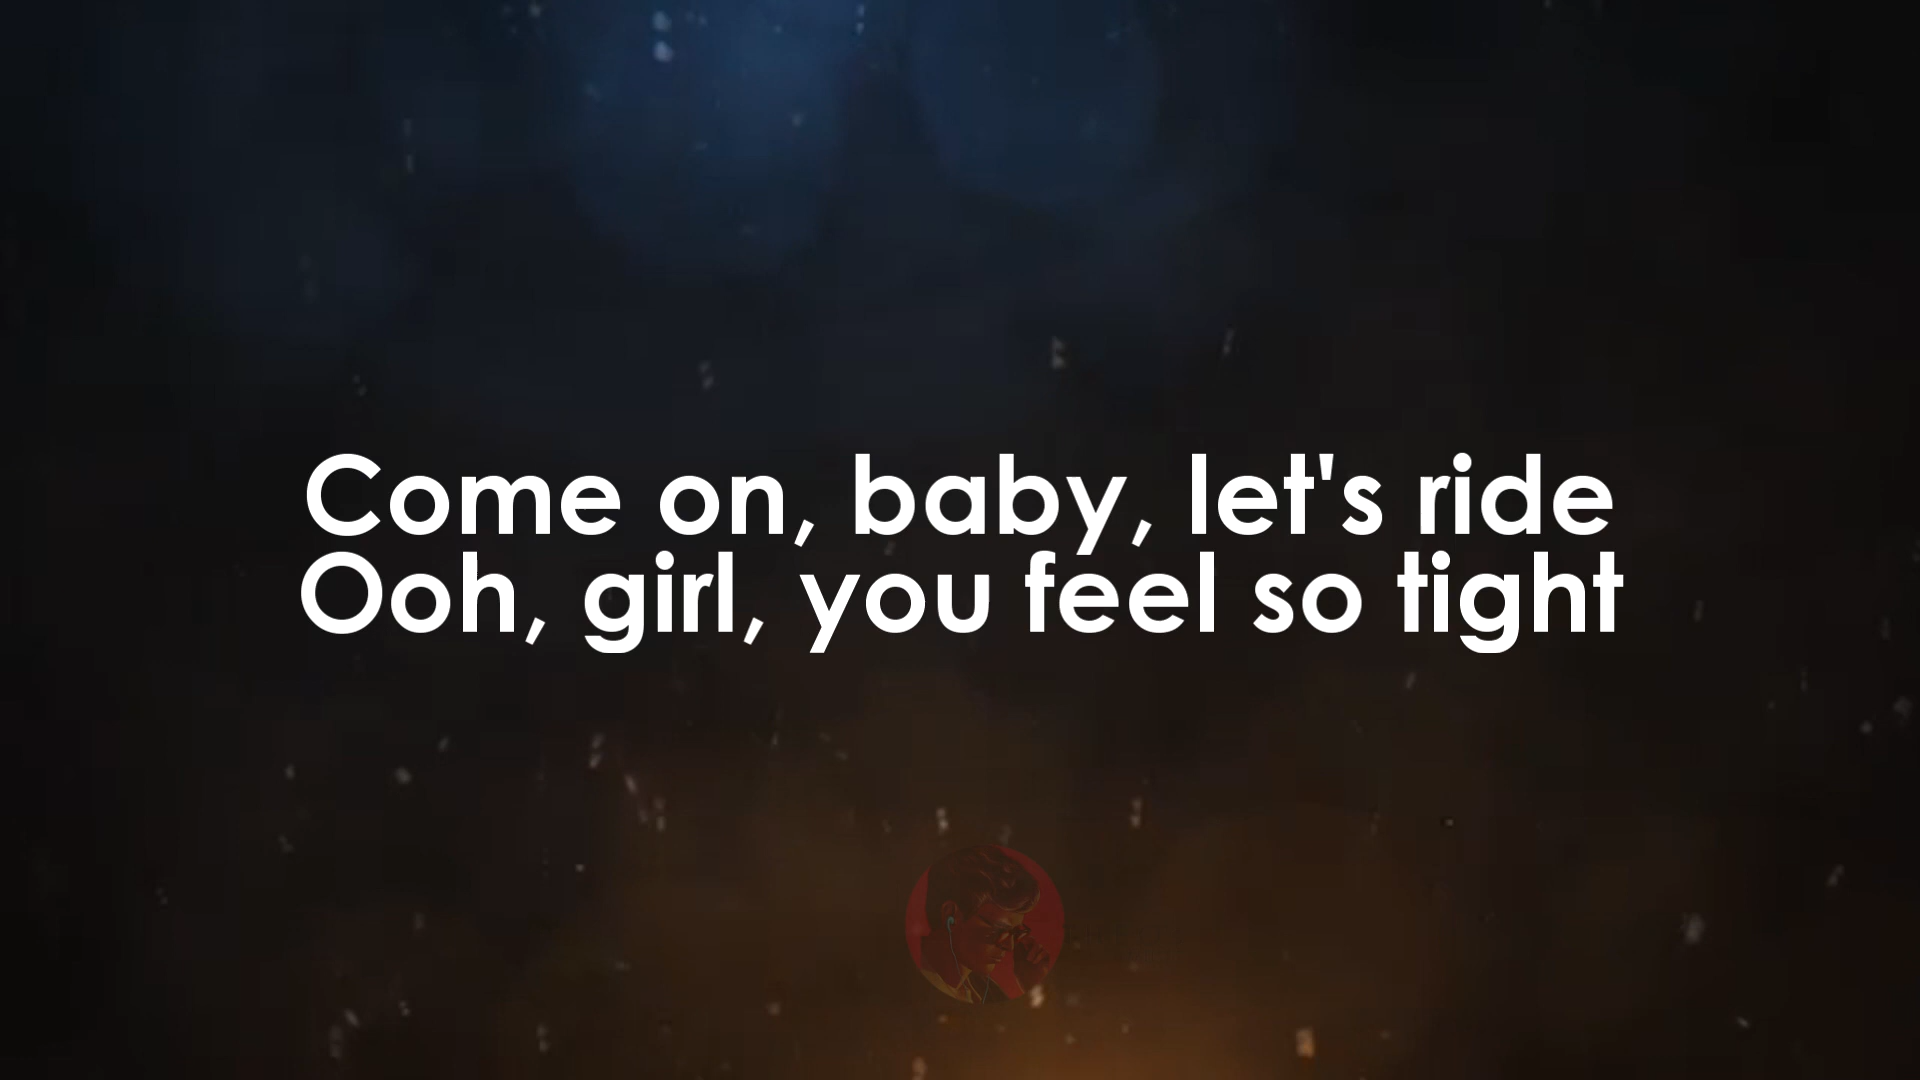 Come on, baby, let's ride
Ooh, girl, you feel so tight